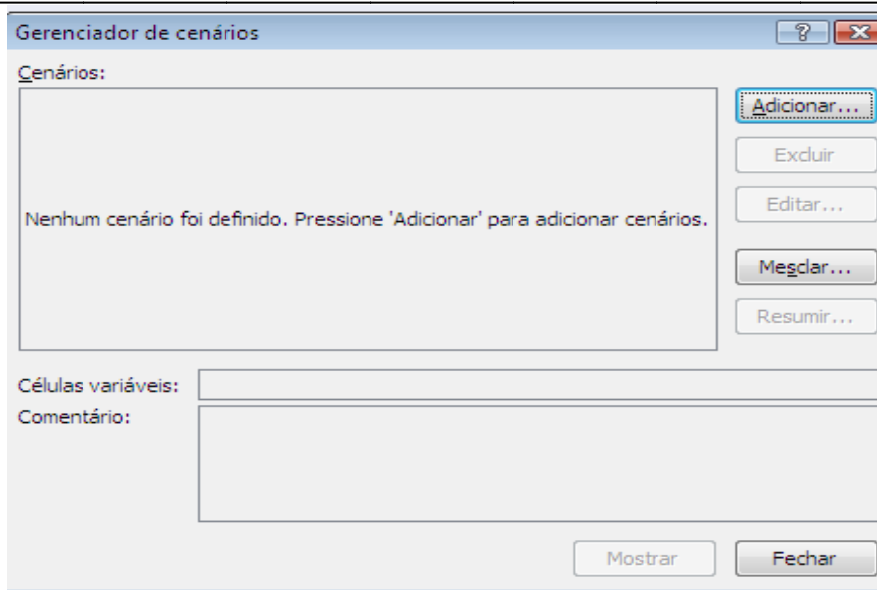 Gerenciador de cenários
?
Cenários:
Nenhum cenário foi definido. Pressione 'Adicionar' para adicionar cenários.
Adicionar...
Excluir
Editar...
Mesclar...
Resumir...
Células variáveis:
Comentário:
Mostrar
Fechar